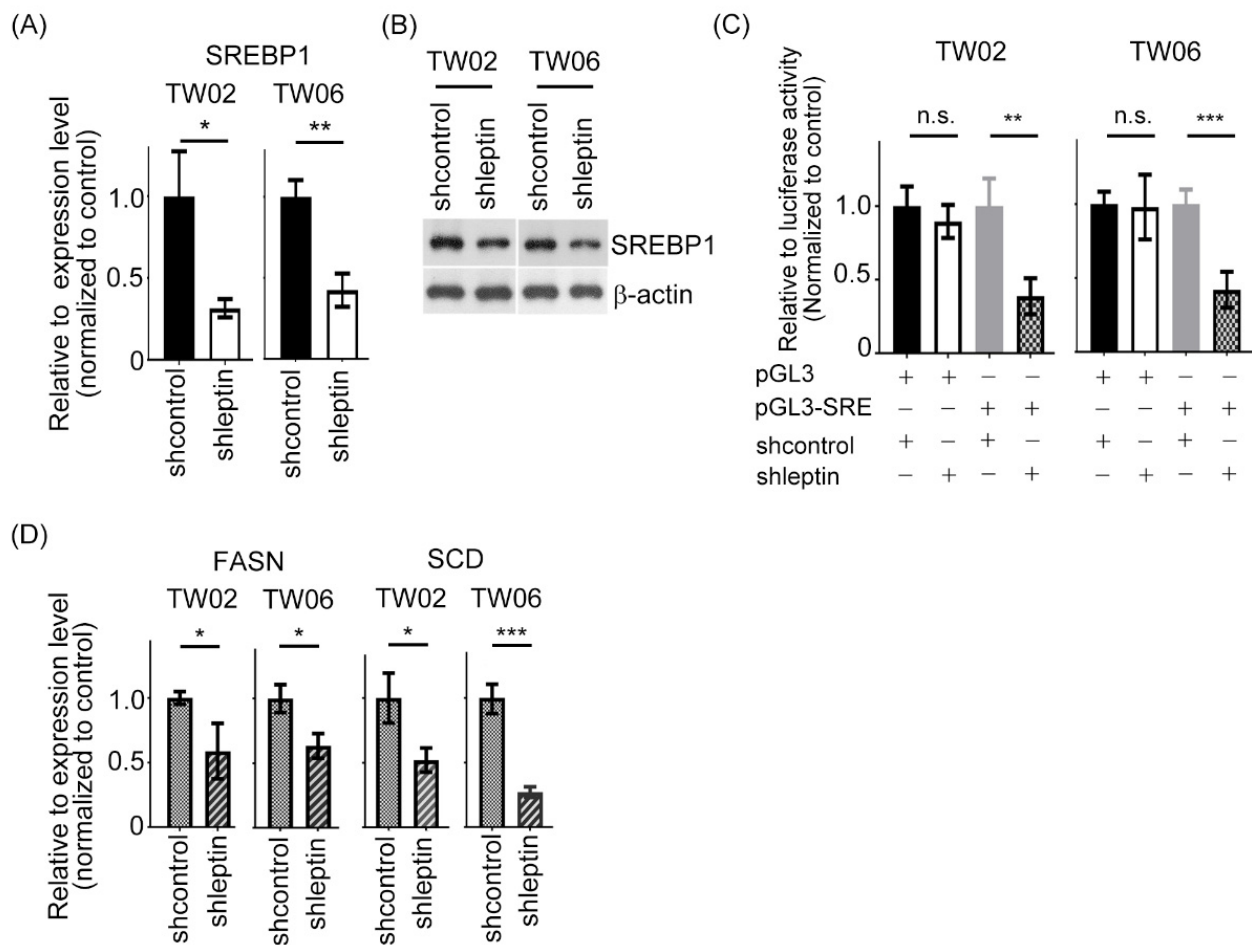 (A)
SREBP1
TW02 TW06
* **
Relative to expression level
(normalized to control)
1.0
0.5
0
shcontrol
shleptin
shcontrol
shleptin
(B)
TW02 TW06
shcontrol
shleptin
shcontrol
shleptin
SREBP1
β-actin
(C)
TW02 TW06
n.s. ** n.s. ***
Relative to luciferase activity
(Normalized to control)
1.0
0.5
0
pGL3 + + − − + + − −
pGL3-SRE − − + + − − + +
shcontrol + − + − + − + −
shleptin − + − + − + − +
(D)
FASN SCD
TW02 TW06 TW02 TW06
* * * ***
Relative to expression level
(normalized to control)
1.0
0.5
0
shcontrol
shleptin
shcontrol
shleptin
shcontrol
shleptin
shcontrol
shleptin